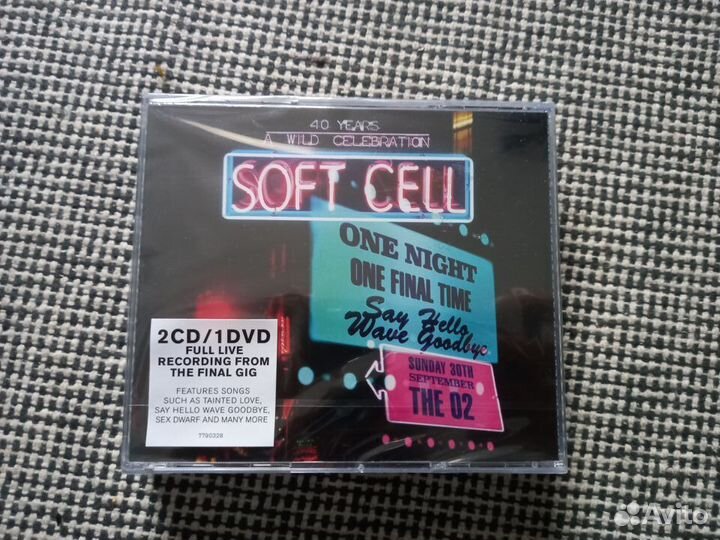 40 YEARS
A WILD CELEBRATION
SOFT CELL
ONE NIGHT
ONE FINAL TIME
Say Hello
Wave Goodbye
SUNDAY 30TH
SEPTEMBER
THE O2
2CD/1DVD
FULL LIVE
RECORDING FROM
THE FINAL GIG
FEATURES SONGS
SUCH AS TAINTED LOVE,
SAY HELLO WAVE GOODBYE,
SEX DWARF AND MANY MORE
7790328
Avito